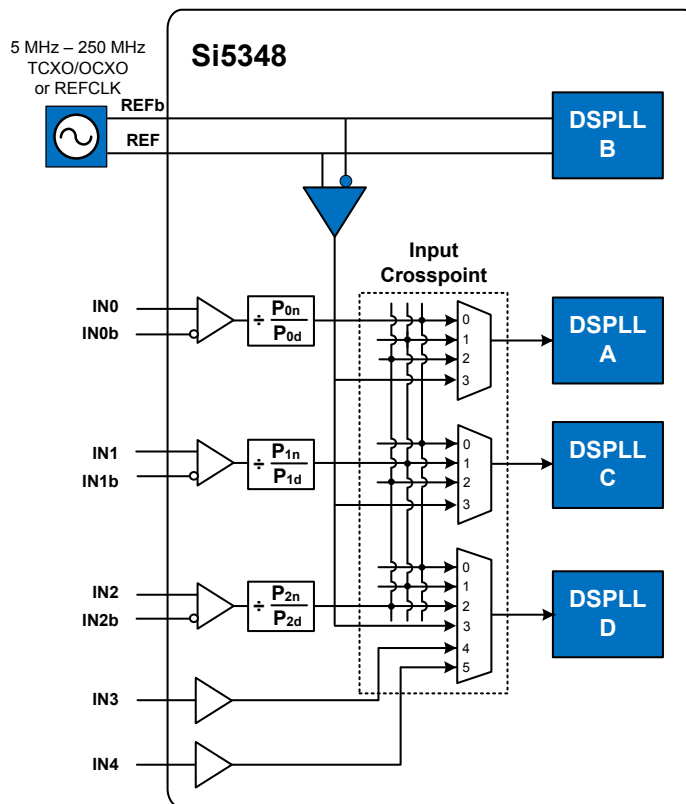 5 MHz – 250 MHz
TCXO/OCXO
or REFCLK
Si5348
REFb
REF
DSPLL
B
Input
Crosspoint
IN0
IN0b
÷ P0n
P0d
0
1
2
3
DSPLL
A
IN1
IN1b
÷ P1n
P1d
0
1
2
3
DSPLL
C
IN2
IN2b
÷ P2n
P2d
0
1
2
3
4
5
DSPLL
D
IN3
IN4